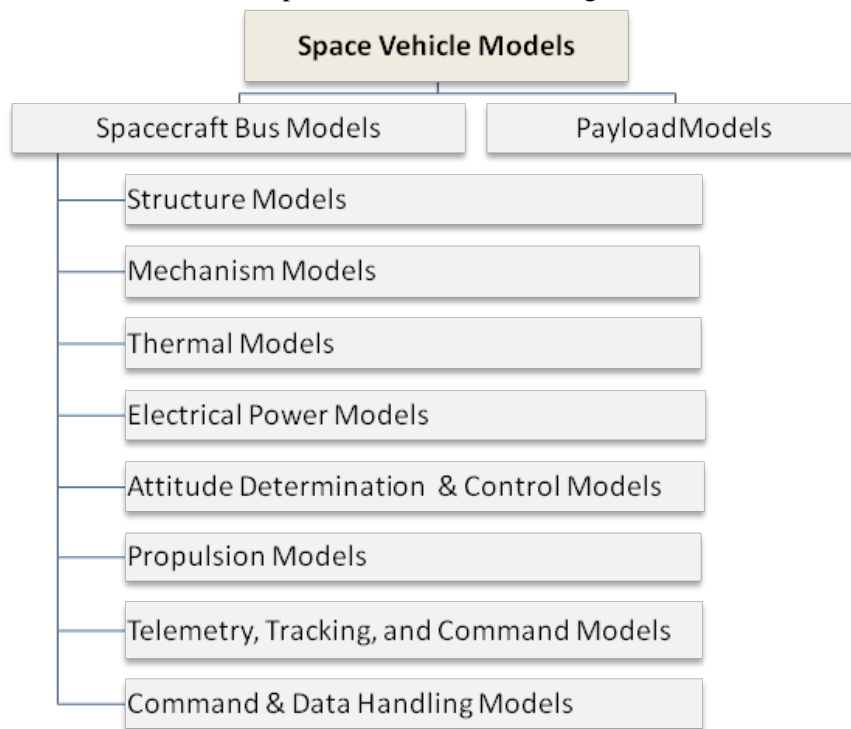 Space Vehicle Models
Spacecraft Bus Models
PayloadModels
Structure Models
Mechanism Models
Thermal Models
Electrical Power Models
Attitude Determination & Control Models
Propulsion Models
Telemetry, Tracking, and Command Models
Command & Data Handling Models